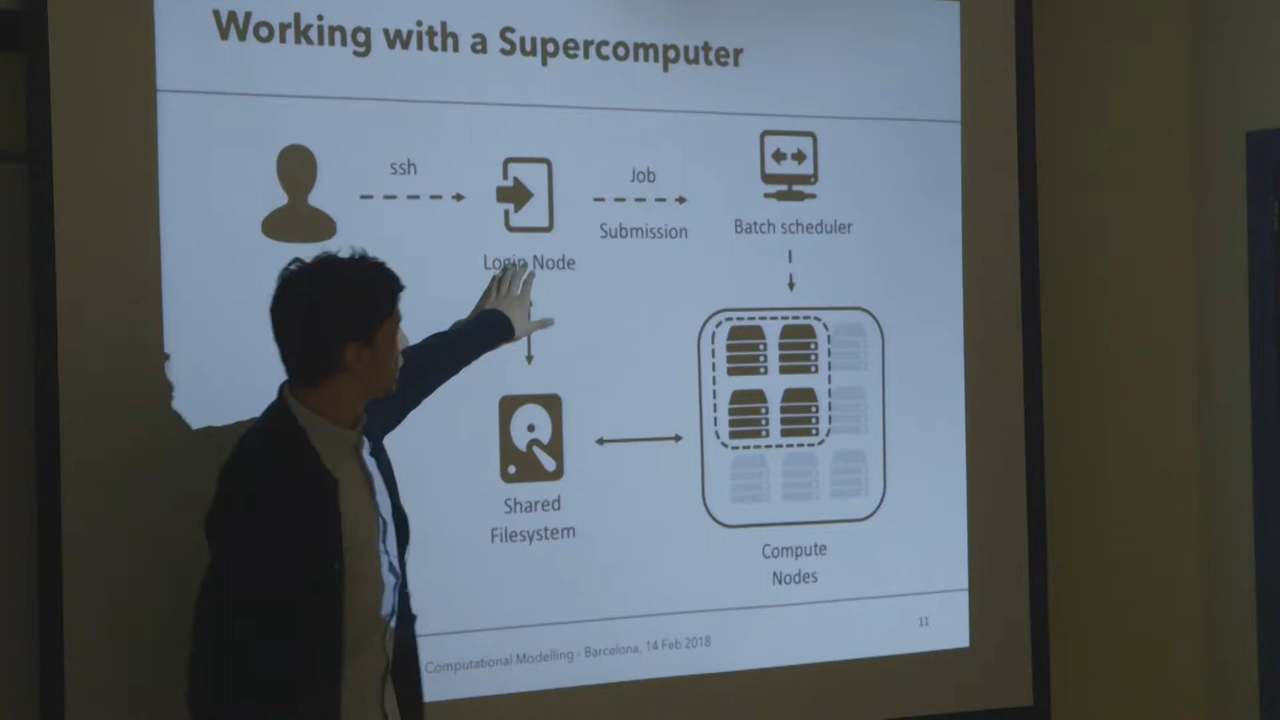 Working with a Supercomputer
ssh
Job
Submission
Login Node
Batch scheduler
Shared
Filesystem
Compute
Nodes
Computational Modelling - Barcelona, 14 Feb 2018
11